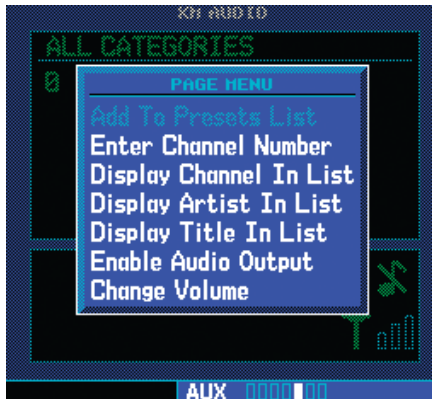 XM AUDIO
ALL CATEGORIES
0
PAGE MENU
Add To Presets List
Enter Channel Number
Display Channel In List
Display Artist In List
Display Title In List
Enable Audio Output
Change Volume
AUX